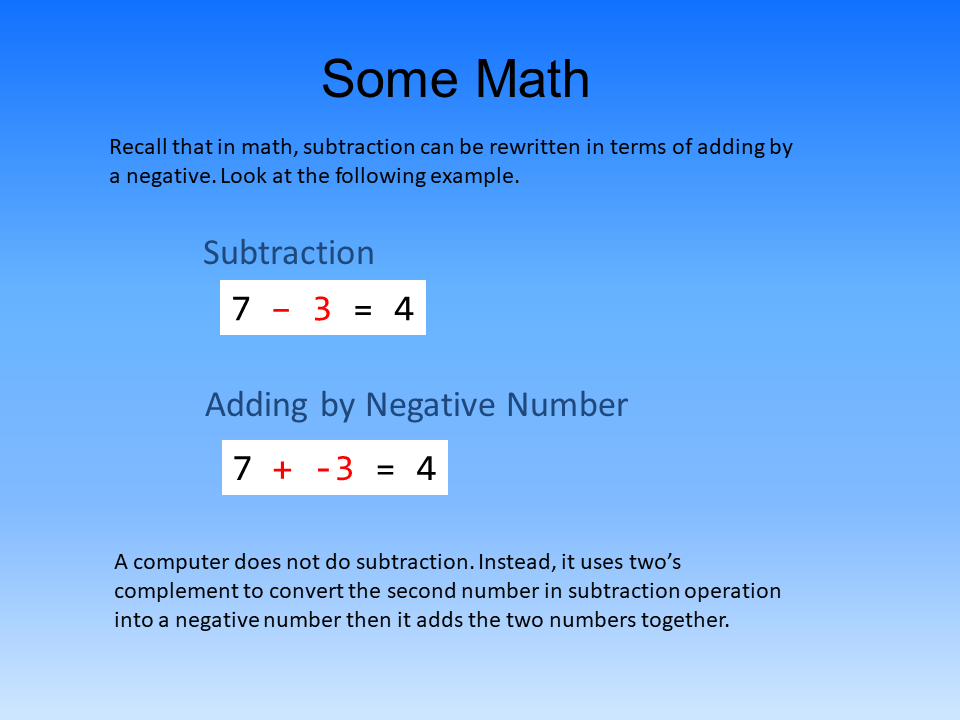 Some Math
Recall that in math, subtraction can be rewritten in terms of adding by
a negative. Look at the following example.
Subtraction
7 – 3 = 4
Adding by Negative Number
7 + -3 = 4
A computer does not do subtraction. Instead, it uses two’s
complement to convert the second number in subtraction operation
into a negative number then it adds the two numbers together.